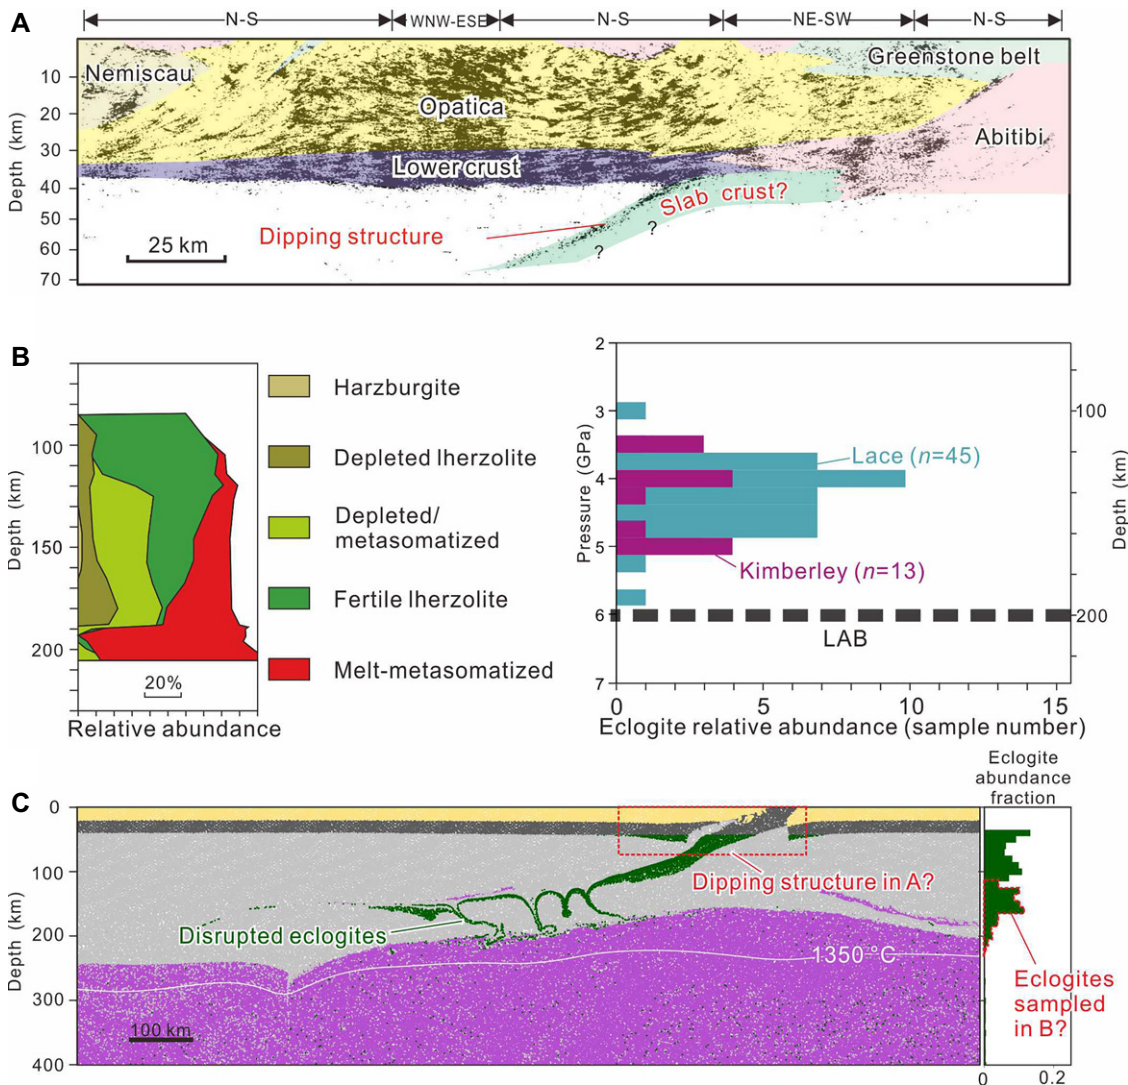 A
N-S
WNW-ESE
N-S
NE-SW
N-S
Depth (km)
10
20
30
40
50
60
70
Nemiscau
Greenstone belt
Opatica
Abitibi
Lower crust
Slab crust?
Dipping structure
?
?
25 km
B
Depth (km)
100
150
200
20%
Relative abundance
Harzburgite
Depleted lherzolite
Depleted/
metasomatized
Fertile lherzolite
Melt-metasomatized
Pressure (GPa)
2
3
4
5
6
7
Lace (n=45)
Kimberley (n=13)
LAB
100
200
Depth (km)
0
5
10
15
Eclogite relative abundance (sample number)
C
Depth (km)
0
100
200
300
400
Dipping structure in A?
Disrupted eclogites
1350 °C
100 km
Eclogite
abundance
fraction
Eclogites
sampled
in B?
0
0.2